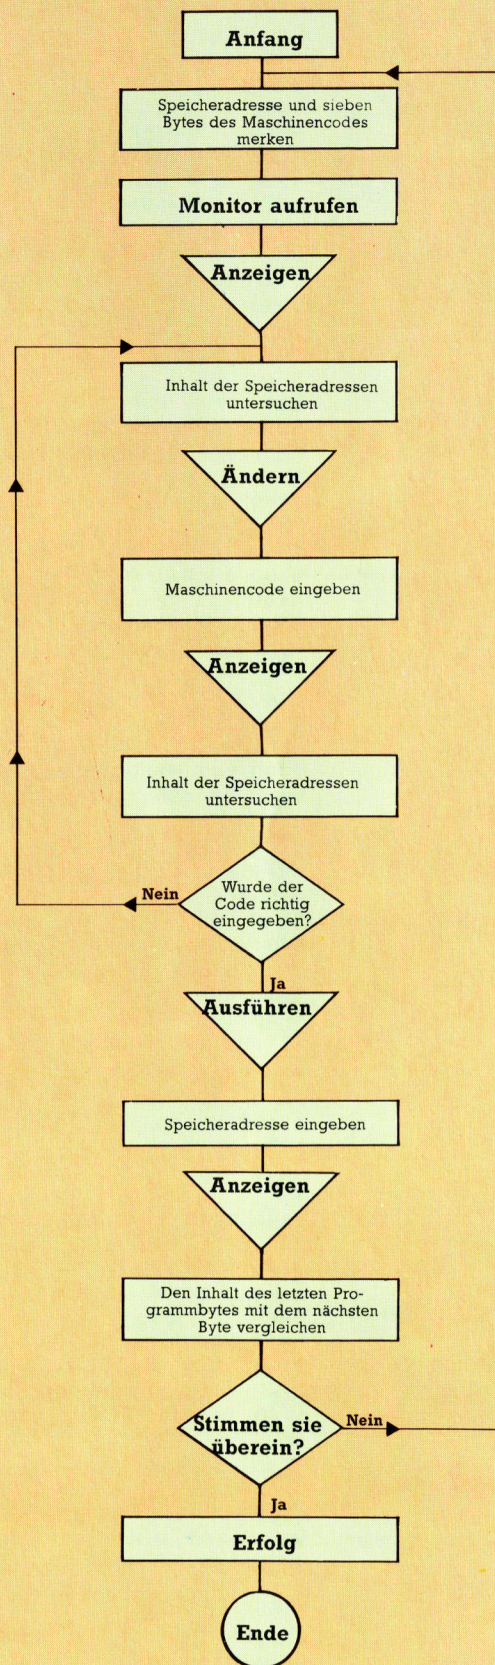 Anfang
Speicheradresse und sieben
Bytes des Maschinencodes
merken
Monitor aufrufen
Anzeigen
Inhalt der Speicheradressen
untersuchen
Ändern
Maschinencode eingeben
Anzeigen
Inhalt der Speicheradressen
untersuchen
Wurde der
Code richtig
eingegeben?
Nein
Ja
Ausführen
Speicheradresse eingeben
Anzeigen
Den Inhalt des letzten Pro-
grammbytes mit dem nächsten
Byte vergleichen
Stimmen sie
überein?
Nein
Ja
Erfolg
Ende